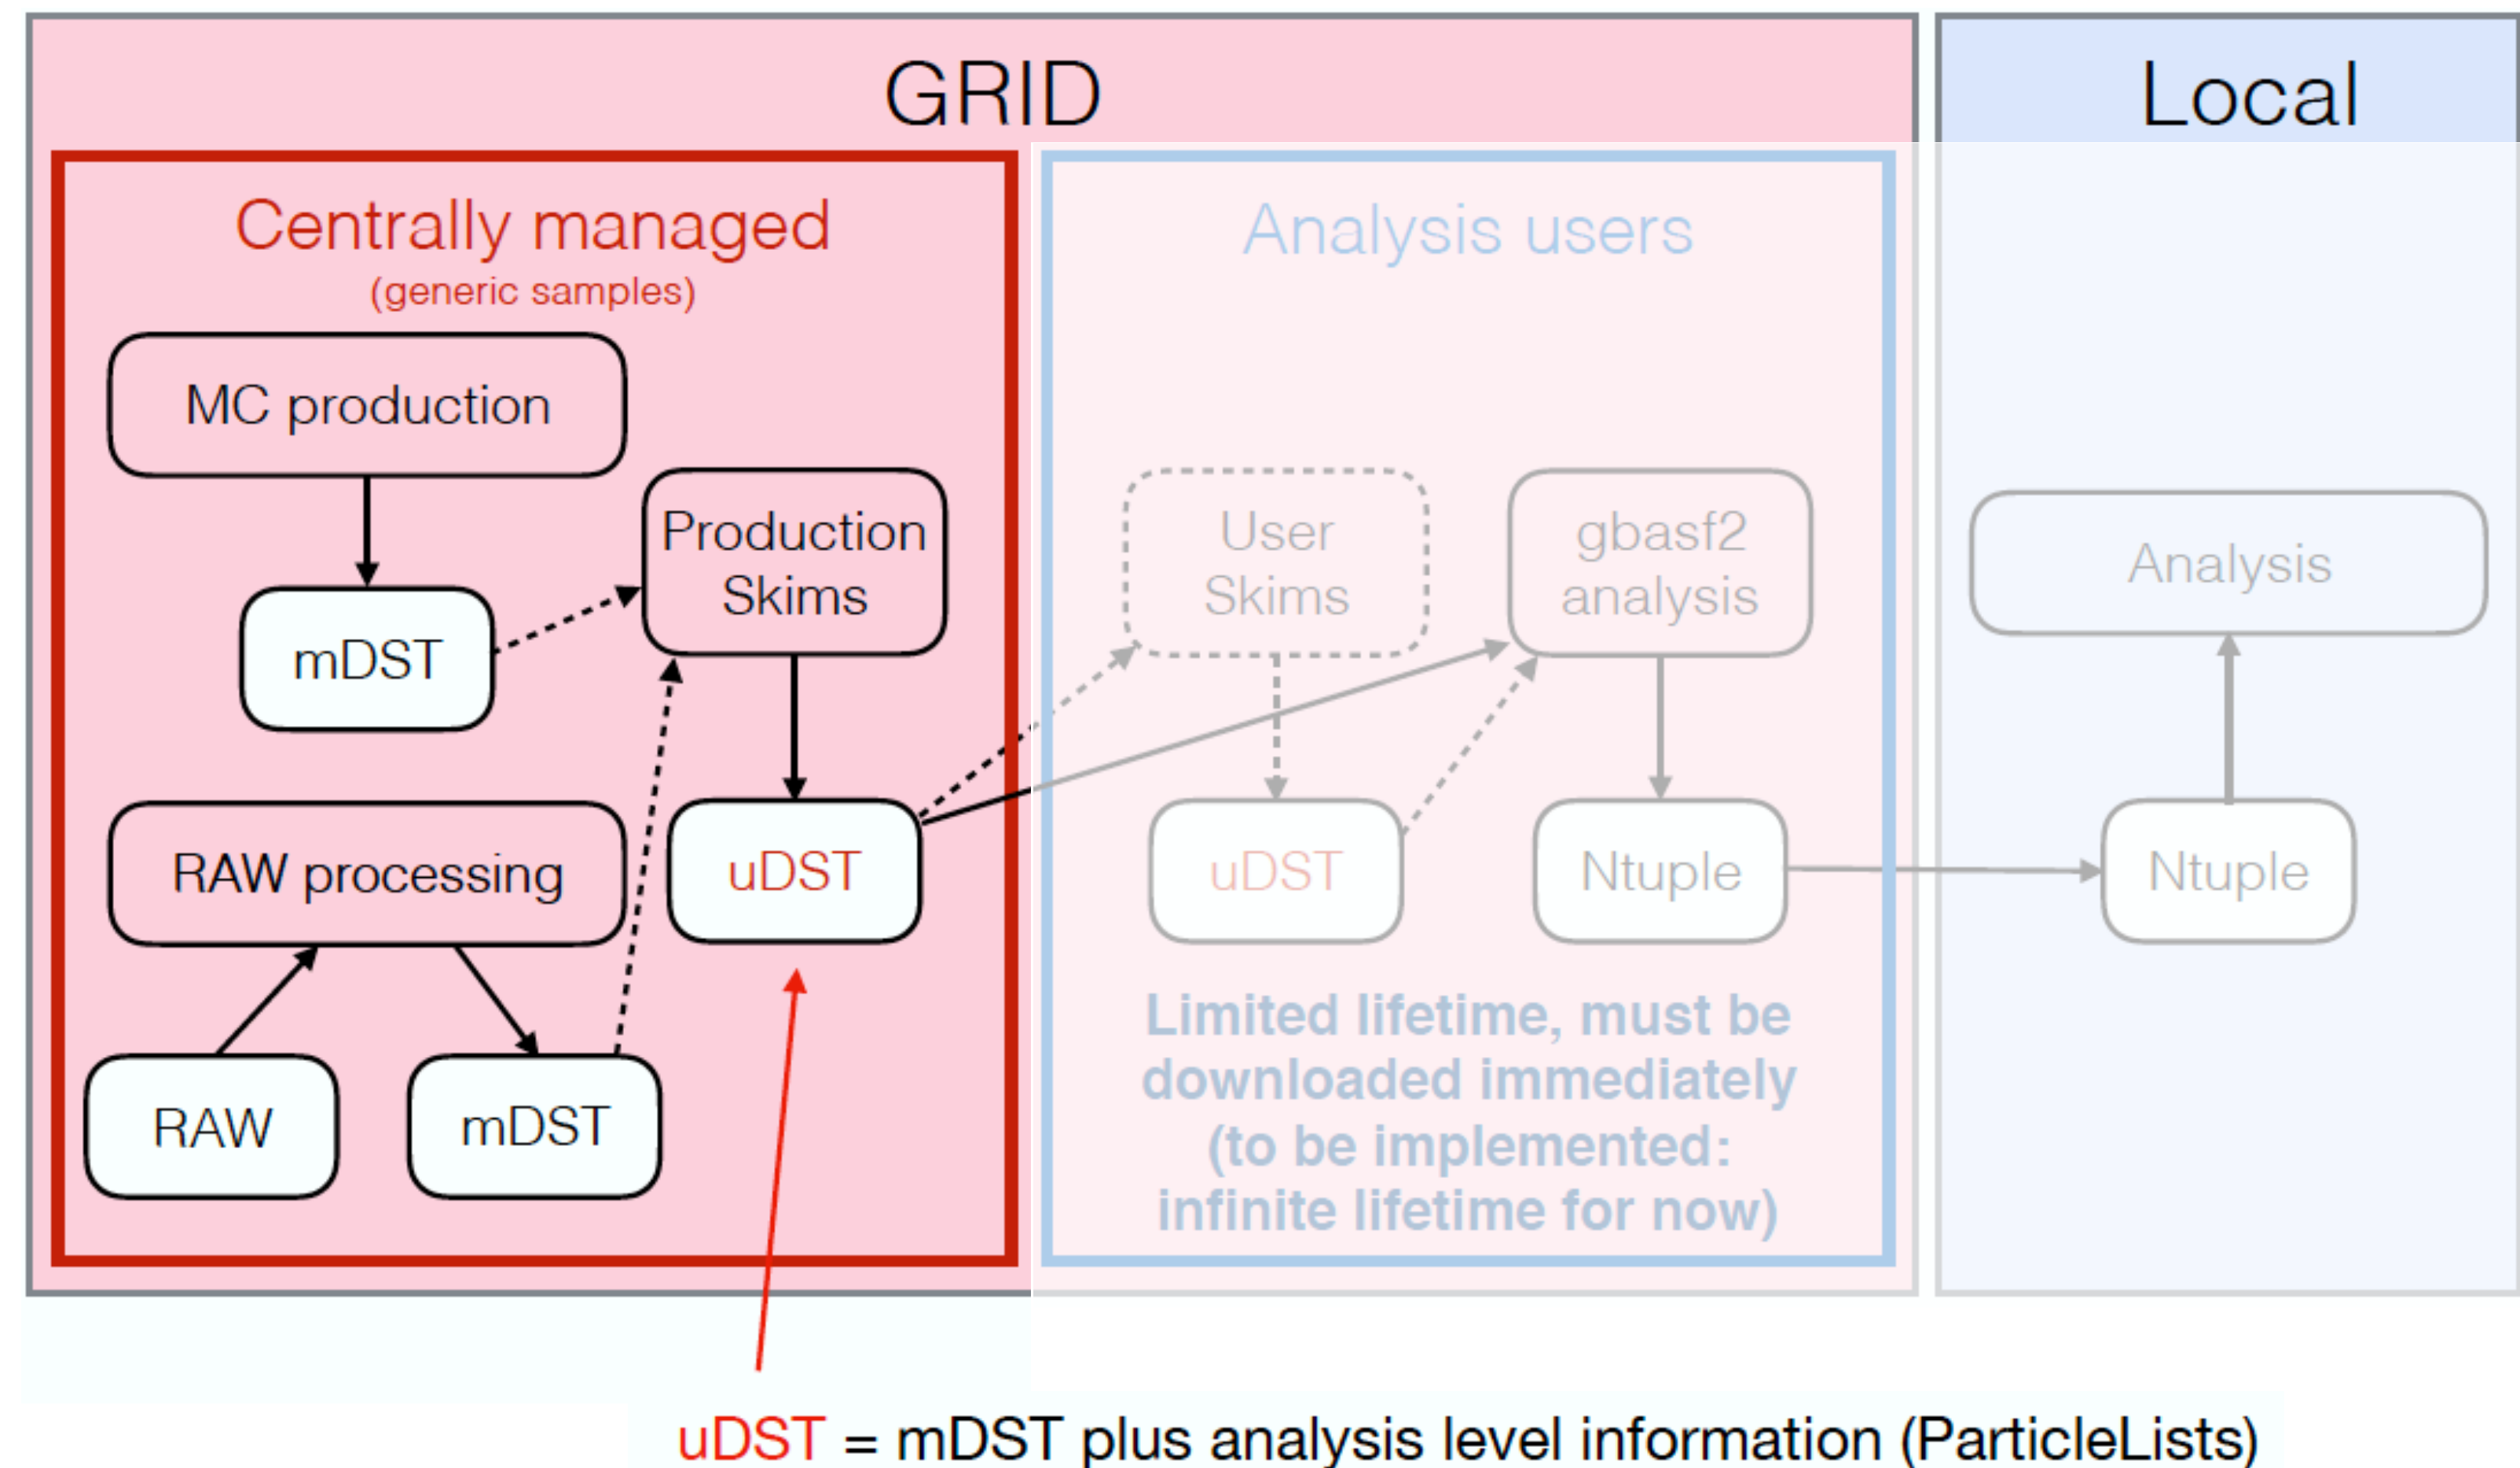 GRID
Local
Centrally managed
(generic samples)
Analysis users
MC production
Production
Skims
User
Skims
gbasf2
analysis
Analysis
mDST
RAW processing
uDST
uDST
Ntuple
Ntuple
RAW
mDST
Limited lifetime, must be
downloaded immediately
(to be implemented:
infinite lifetime for now)
uDST = mDST plus analysis level information (ParticleLists)